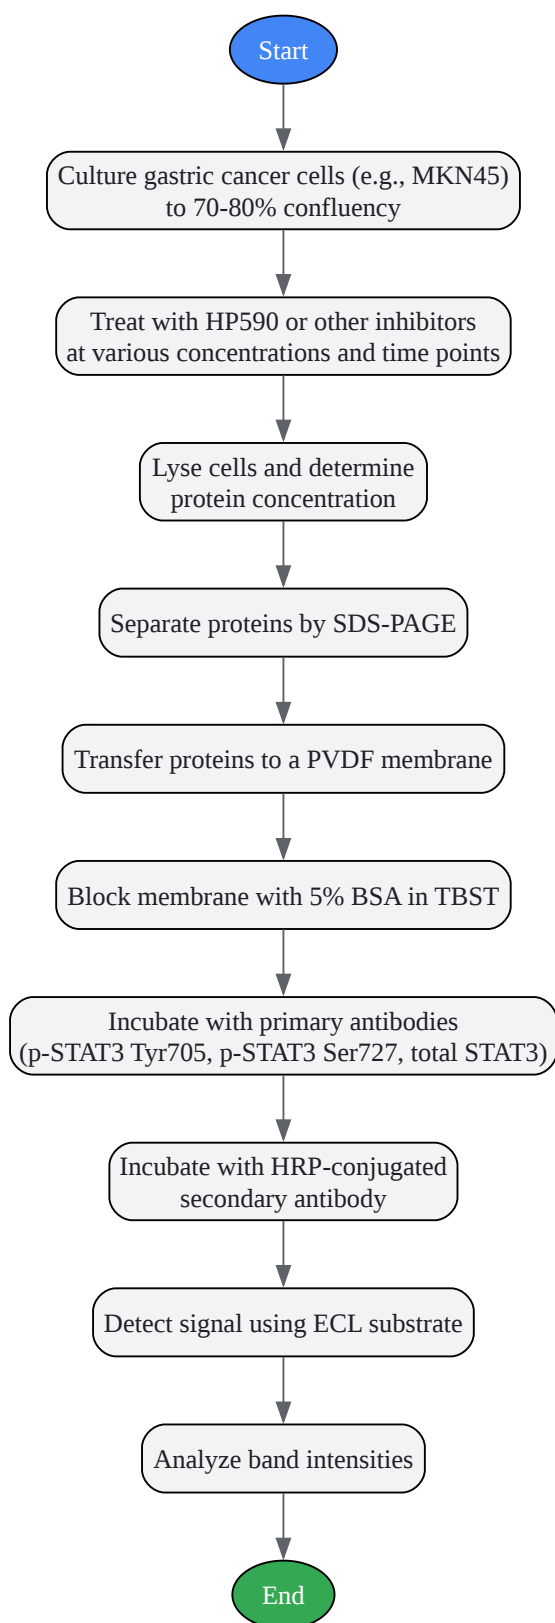 Start
Culture gastric cancer cells (e.g., MKN45)
to 70-80% confluency
Treat with HP590 or other inhibitors
at various concentrations and time points
Lyse cells and determine
protein concentration
Separate proteins by SDS-PAGE
Transfer proteins to a PVDF membrane
Block membrane with 5% BSA in TBST
Incubate with primary antibodies
(p-STAT3 Tyr705, p-STAT3 Ser727, total STAT3)
Incubate with HRP-conjugated
secondary antibody
Detect signal using ECL substrate
Analyze band intensities
End